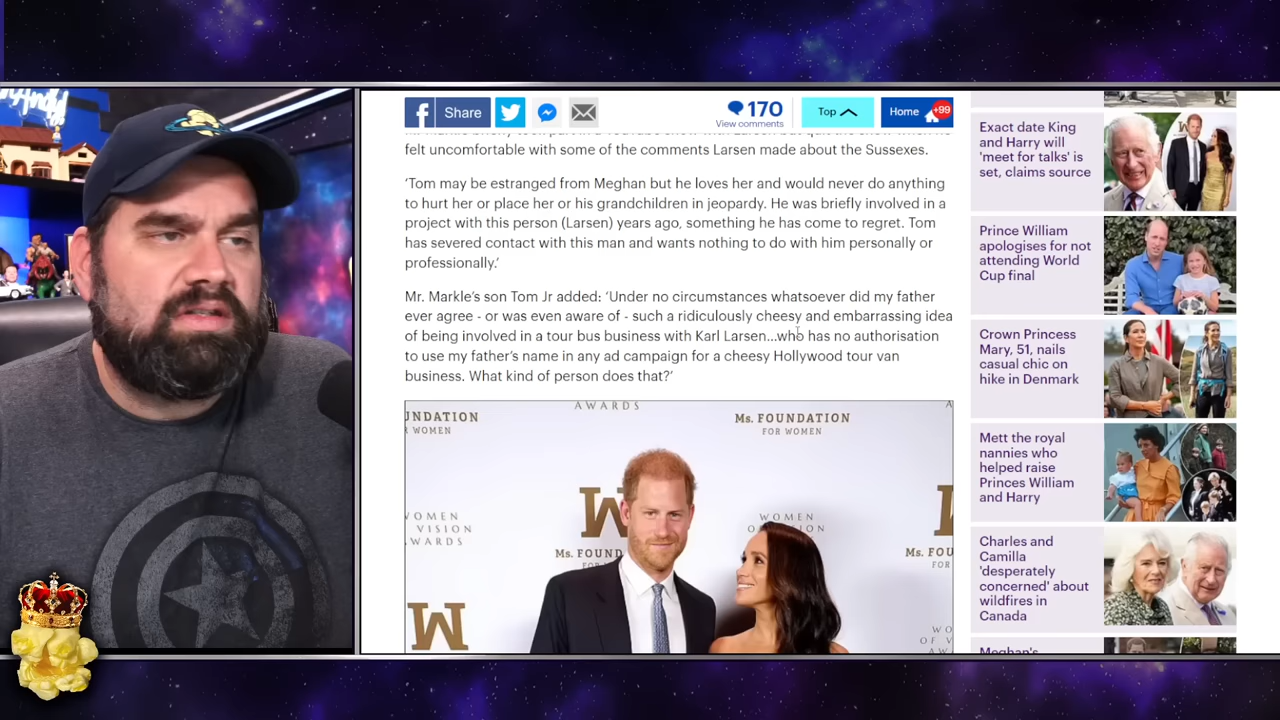 Share
170
View comments
Top
Home
+99
felt uncomfortable with some of the comments Larsen made about the Sussexes.
‘Tom may be estranged from Meghan but he loves her and would never do anything
to hurt her or place her or his grandchildren in jeopardy. He was briefly involved in a
project with this person (Larsen) years ago, something he has come to regret. Tom
has severed contact with this man and wants nothing to do with him personally or
professionally.’
Mr. Markle’s son Tom Jr added: ‘Under no circumstances whatsoever did my father
ever agree - or was even aware of - such a ridiculously cheesy and embarrassing idea
of being involved in a tour bus business with Karl Larsen...who has no authorisation
to use my father’s name in any ad campaign for a cheesy Hollywood tour van
business. What kind of person does that?’
AWARDS
UNDATION
R WOMEN
Ms. FOUNDATION
FOR WOMEN
WOMEN
VISION
AWARDS
W
WOMEN
Ms. FOUND
Ms. FOU
W
Exact date King
and Harry will
'meet for talks' is
set, claims source
Prince William
apologises for not
attending World
Cup final
Crown Princess
Mary, 51, nails
casual chic on
hike in Denmark
Mett the royal
nannies who
helped raise
Princes William
and Harry
Charles and
Camilla
'desperately
concerned' about
wildfires in
Canada
Meghan's